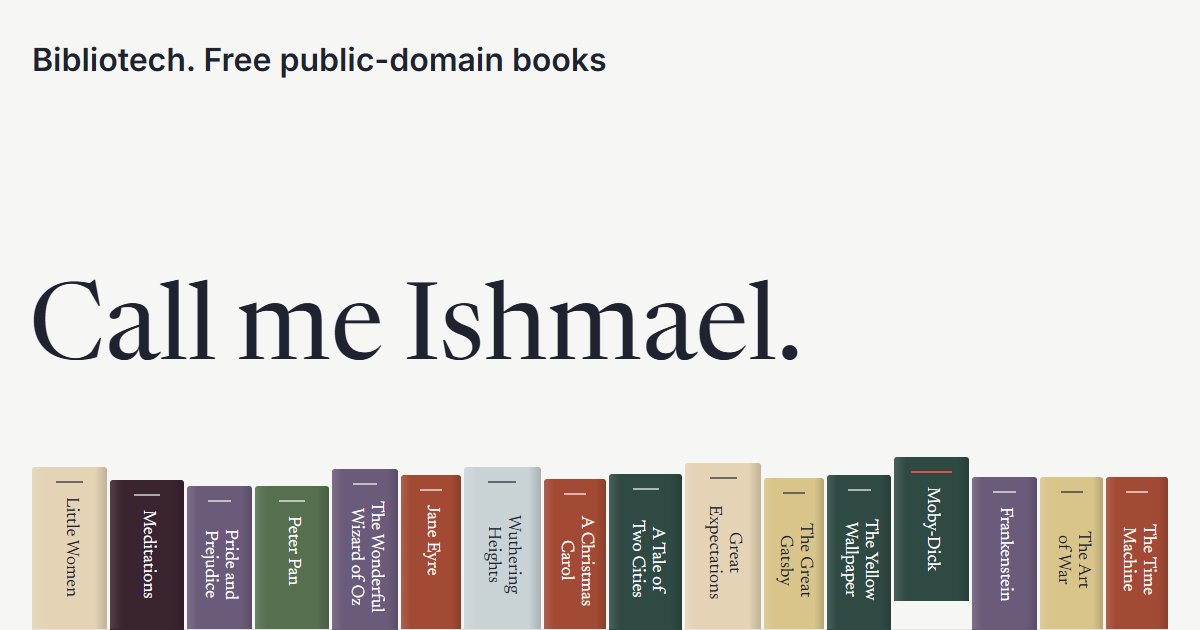 Bibliotech. Free public-domain books
Call me Ishmael.
Little Women
Meditations
Pride and
Prejudice
Peter Pan
The Wonderful
Wizard of Oz
Jane Eyre
Wuthering
Heights
A Christmas
Carol
A Tale of
Two Cities
Great
Expectations
The Great
Gatsby
The Yellow
Wallpaper
Moby-Dick
Frankenstein
The Art
of War
The Time
Machine